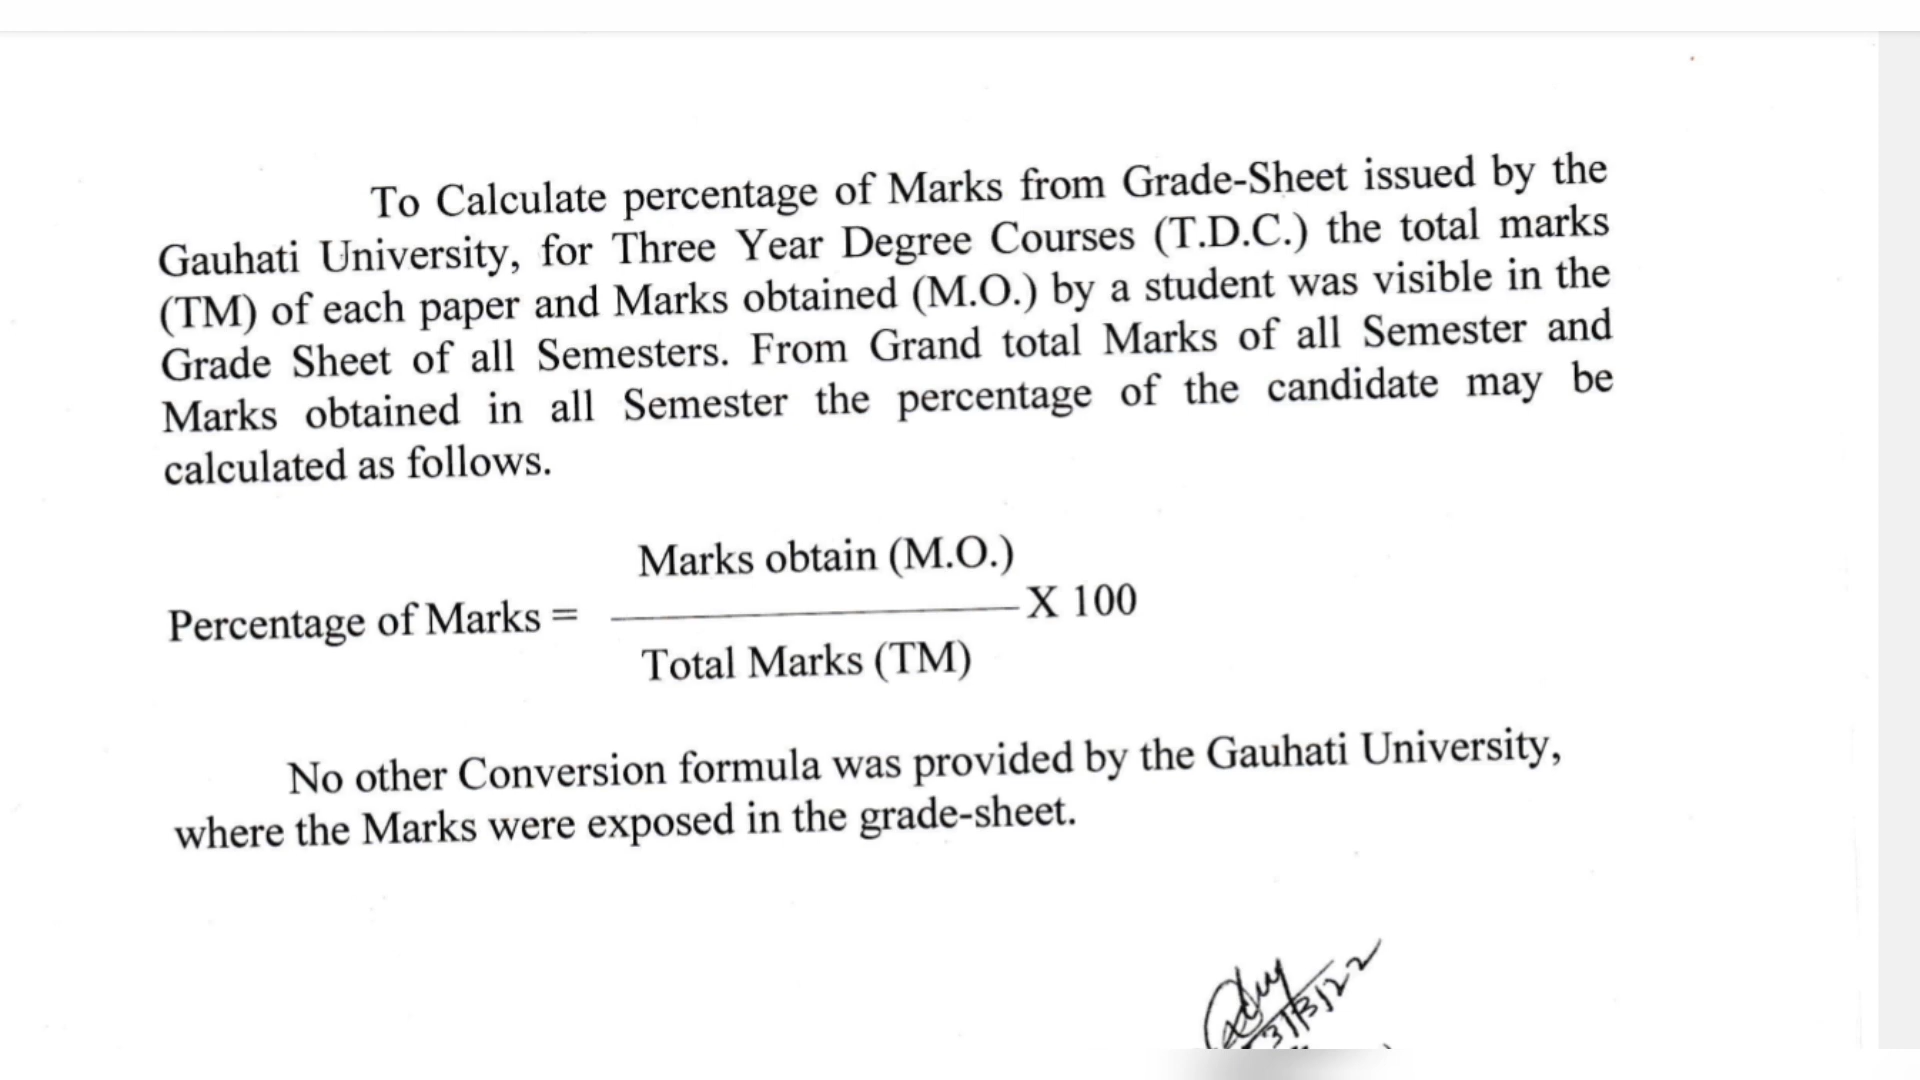 To Calculate percentage of Marks from Grade-Sheet issued by the
Gauhati University, for Three Year Degree Courses (T.D.C.) the total marks
(TM) of each paper and Marks obtained (M.O.) by a student was visible in the
Grade Sheet of all Semesters. From Grand total Marks of all Semester and
Marks obtained in all Semester the percentage of the candidate may be
calculated as follows.
Marks obtain (M.O.)
Percentage of Marks = X 100
Total Marks (TM)
No other Conversion formula was provided by the Gauhati University,
where the Marks were exposed in the grade-sheet.